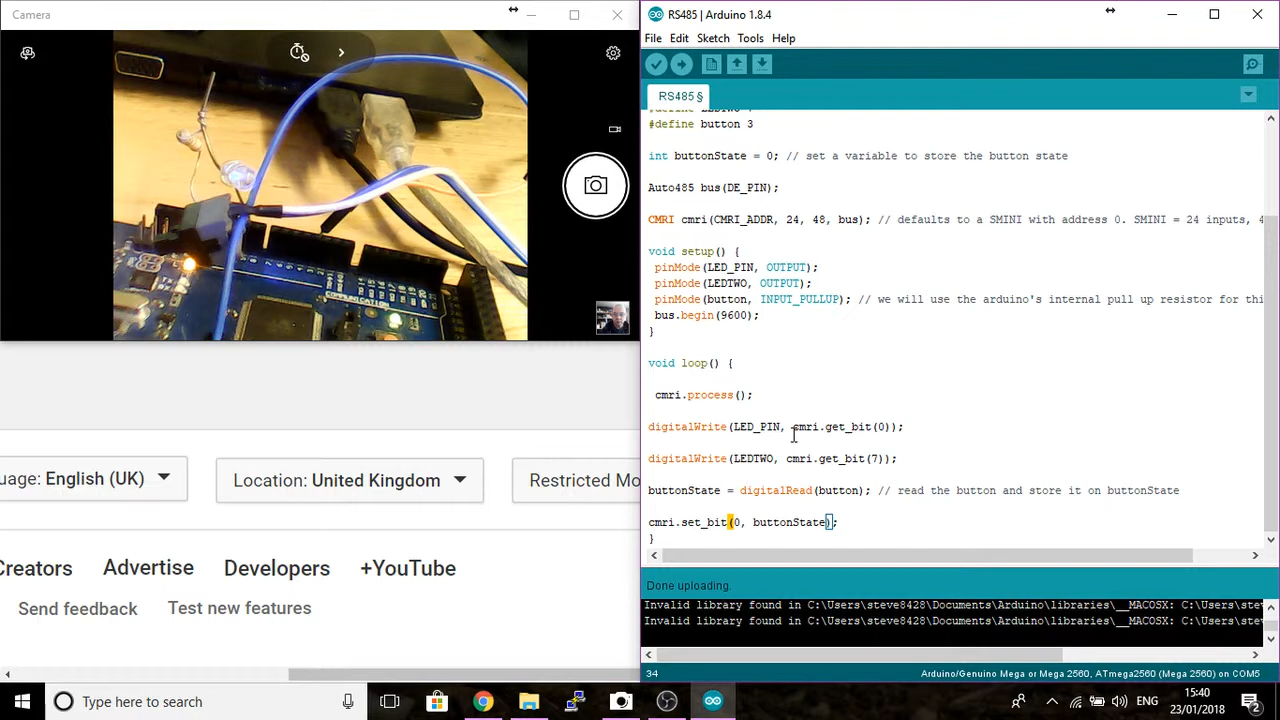 Camera
RS485 | Arduino 1.8.4
File Edit Sketch Tools Help
RS485 §
#define LEDTWO
#define button 3
int buttonState = 0; // set a variable to store the button state
Auto485 bus(DE_PIN);
CMRI cmri(CMRI_ADDR, 24, 48, bus); // defaults to a SMINI with address 0. SMINI = 24 inputs, 4
void setup() {
pinMode(LED_PIN, OUTPUT);
pinMode(LEDTWO, OUTPUT);
pinMode(button, INPUT_PULLUP); // we will use the arduino's internal pull up resistor for thi
bus.begin(9600);
}
void loop() {
cmri.process();
digitalWrite(LED_PIN, cmri.get_bit(0));
digitalWrite(LEDTWO, cmri.get_bit(7));
buttonState = digitalRead(button); // read the button and store it on buttonState
cmri.set_bit(0, buttonState);
}
Done uploading.
Invalid library found in C:\Users\steve8428\Documents\Arduino\libraries\__MACOSX: C:\Users\stev
Invalid library found in C:\Users\steve8428\Documents\Arduino\libraries\__MACOSX: C:\Users\stev
34
Arduino/Genuino Mega or Mega 2560, ATmega2560 (Mega 2560) on COM5
COMMUNICATION
uage: English (UK)
Location: United Kingdom
Restricted Mo
Creators Advertise Developers +YouTube
Send feedback Test new features
Type here to search
ENG
15:40
23/01/2018
2